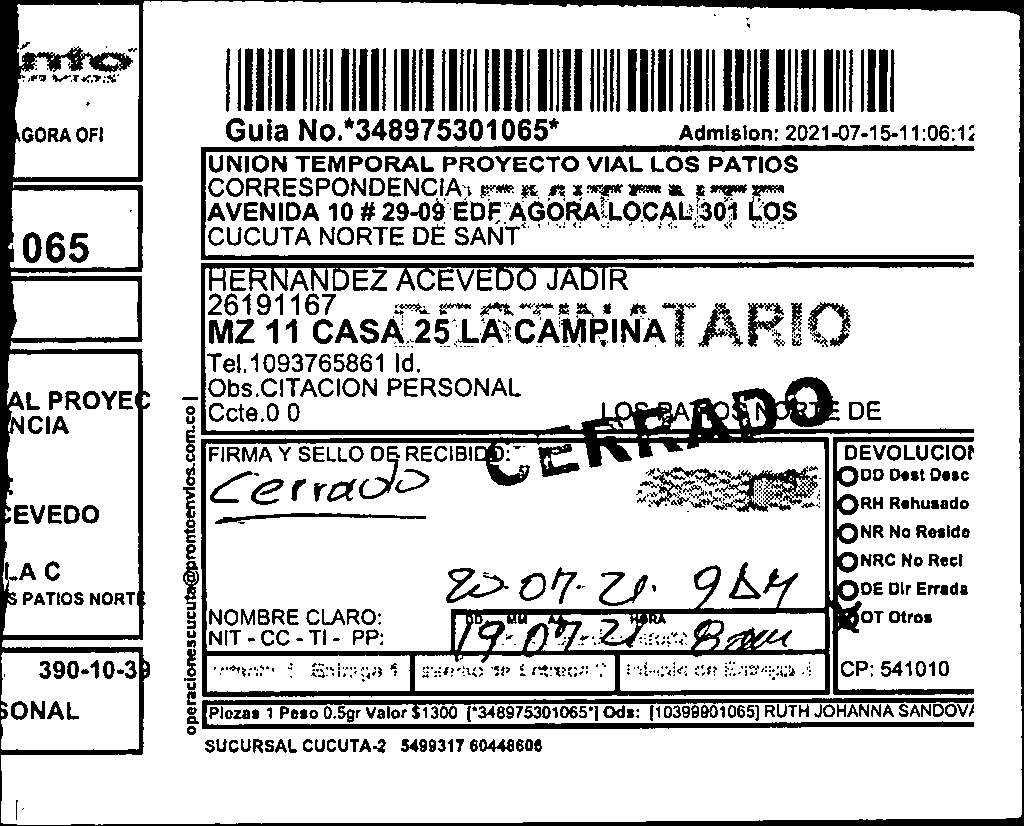 AGORA OFI
065
AL PROYEC
NCIA
CEVEDO
LA C
S PATIOS NORTE
390-10-39
SONAL
Guia No.*348975301065*
Admision: 2021-07-15-11:06:12
UNION TEMPORAL PROYECTO VIAL LOS PATIOS
CORRESPONDENCIA
AVENIDA 10 # 29-09 EDF AGORA LOCAL 301 LOS
CUCUTA NORTE DE SANT
REMITENTE
HERNANDEZ ACEVEDO JADIR
26191167
DESTINATARIO
MZ 11 CASA 25 LA CAMPINA
Tel.1093765861 Id.
Obs.CITACION PERSONAL
Ccte.0 0
LOS PATIOS NORTE DE
CERRADO
operacionescucuta@prontoenvios.com.co
FIRMA Y SELLO DE RECIBIDO:
Cerrado
20-07-21. 9AM
NOMBRE CLARO:
NIT - CC - TI - PP:
DD MM AA HORA
19-07-21 8am
DEVOLUCION
DD Dest Desc
RH Rehusado
NR No Reside
NRC No Recl
DE Dir Errada
OT Otros
CP: 541010
Piezas 1 Peso 0.5gr Valor $1300 [*348975301065*] Ods: [10399901065] RUTH JOHANNA SANDOVA
SUCURSAL CUCUTA-2 5499317 60448606